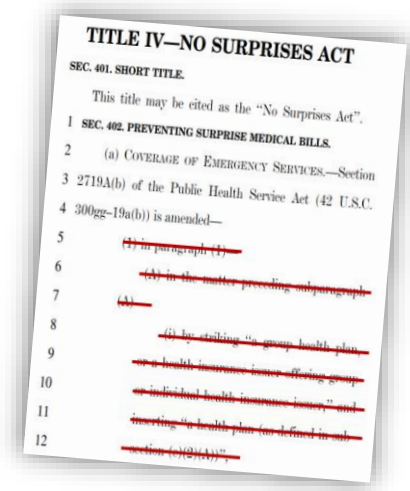 TITLE IV—NO SURPRISES ACT
SEC. 401. SHORT TITLE.
This title may be cited as the “No Surprises Act”.
1 SEC. 402. PREVENTING SURPRISE MEDICAL BILLS.
2 (a) COVERAGE OF EMERGENCY SERVICES.—Section
3 2719A(b) of the Public Health Service Act (42 U.S.C.
4 300gg–19a(b)) is amended—
5 (1) in paragraph (1)—
6 (A) in the matter preceding subparagraph
7 (A)—
8 (i) by striking “a group health plan,
9 or a health insurance issuer offering group
10 or individual health insurance issuer,” and
11 inserting “a health plan (as defined in sub-
12 section (e)(2)(A))”,